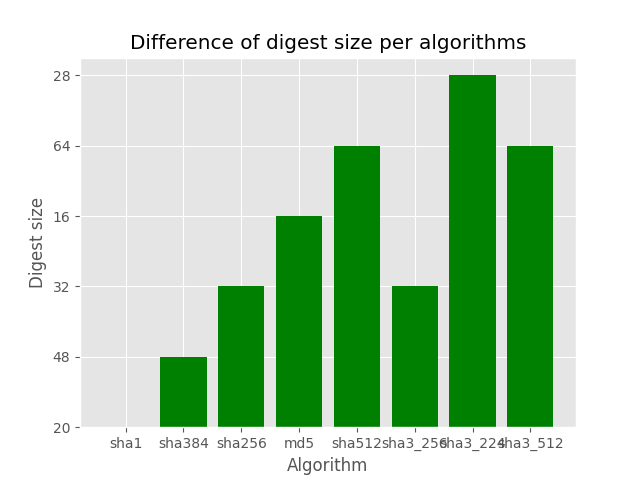 Difference of digest size per algorithms
28
64
16
32
48
20
Digest size
sha1 sha384 sha256 md5 sha512 sha3_256 sha3_224 sha3_512
Algorithm